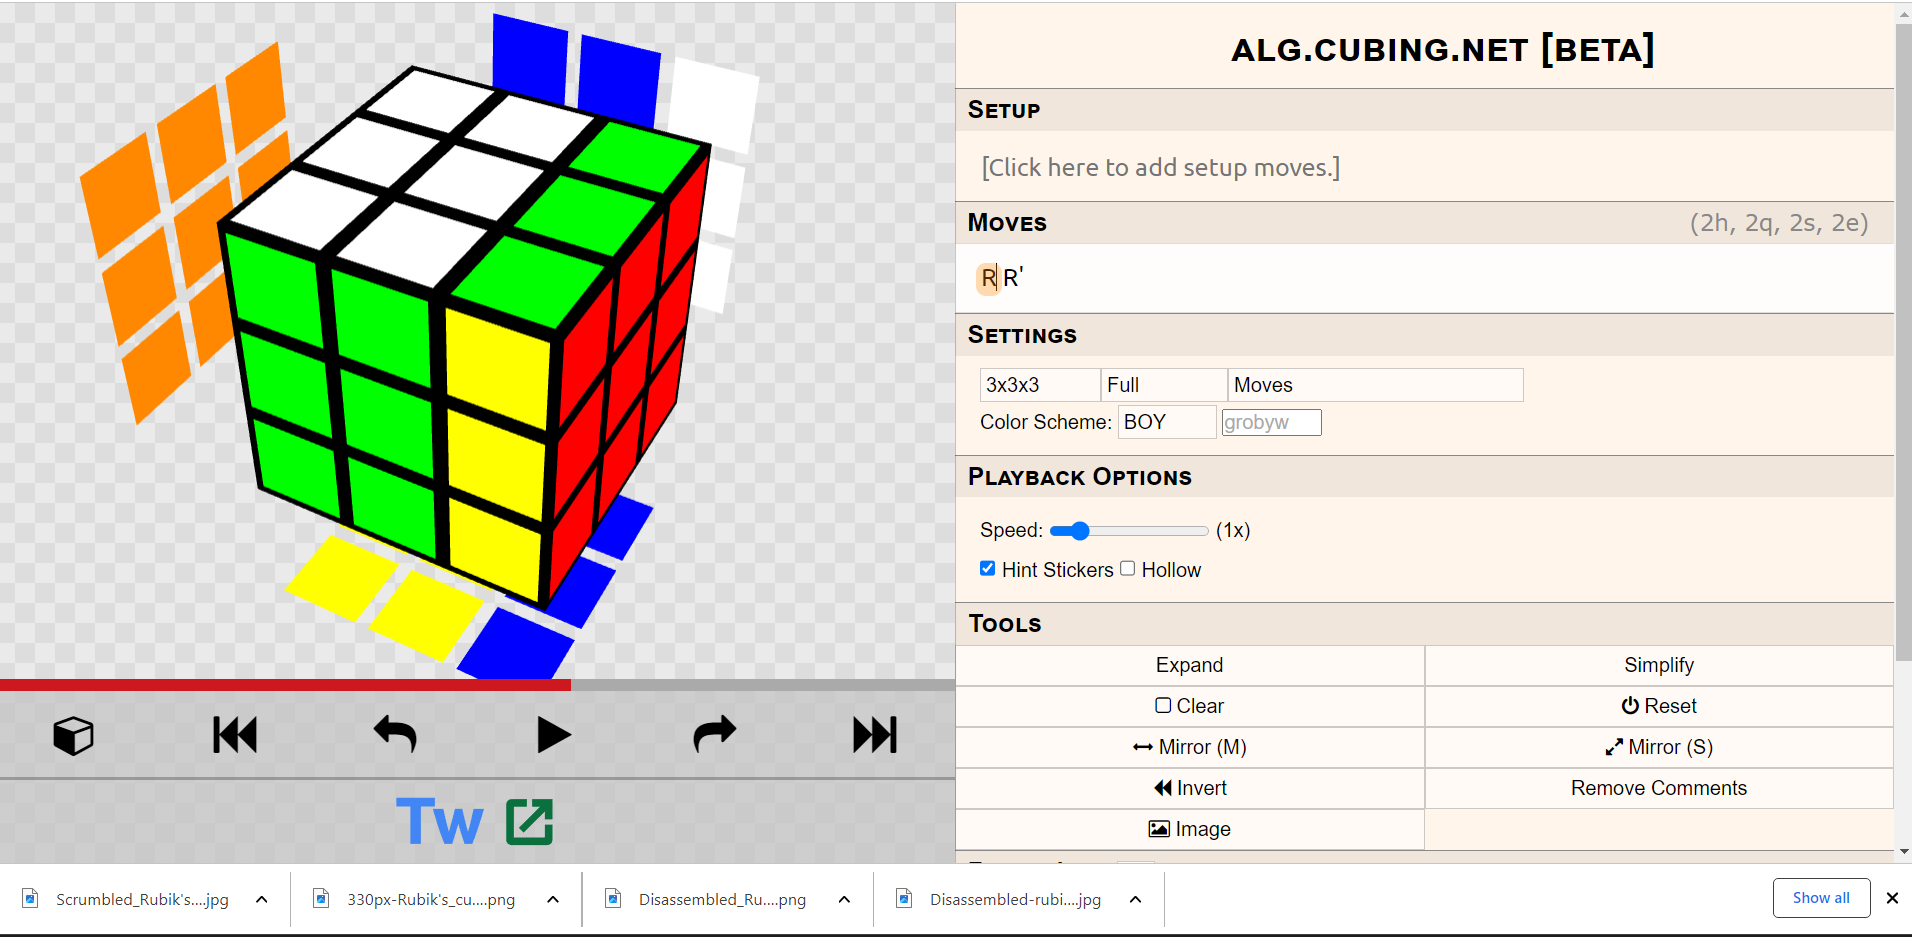 ALG.CUBING.NET [BETA]
SETUP
[Click here to add setup moves.]
MOVES (2h, 2q, 2s, 2e)
R R'
SETTINGS
3x3x3 Full Moves
Color Scheme: BOY grobyw
PLAYBACK OPTIONS
Speed: (1x)
Hint Stickers Hollow
TOOLS
Expand Simplify
Clear Reset
Mirror (M) Mirror (S)
Invert Remove Comments
Image
Tw
Scrumbled_Rubik's....jpg 330px-Rubik's_cu....png Disassembled_Ru....png Disassembled-rubi....jpg Show all